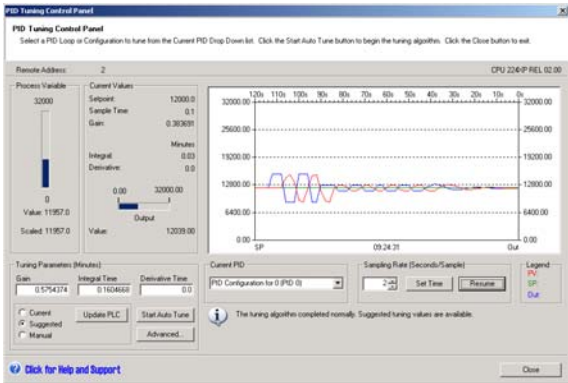 PID Tuning Control Panel
PID Tuning Control Panel
Select a PID Loop or Configuration to tune from the Current PID Drop Down list. Click the Start Auto Tune button to begin the tuning algorithm. Click the Close button to exit.
Remote Address: 2 CPU 224XP REL 02.00
Process Variable
32000
0
Value: 11957.0
Scaled: 11957.0
Current Values
Setpoint: 12000.0
Sample Time: 0.1
Gain: 0.383691
Minutes
Integral: 0.03
Derivative: 0.0
0.00 32000.00
Output
Value: 12039.00
120s 110s 100s 90s 80s 70s 60s 50s 40s 30s 20s 10s 0s
32000.00 32000.00
25600.00 25600.00
19200.00 19200.00
12800.00 12800.00
6400.00 6400.00
0.00 0.00
SP 09:24:31 Out
Tuning Parameters (Minutes)
Gain Integral Time Derivative Time
0.5754374 0.1604668 0.0
Current
Suggested
Manual
Update PLC
Start Auto Tune
Advanced...
Current PID
PID Configuration for 0 (PID 0)
Sampling Rate (Seconds/Sample)
2 Set Time Resume
Legend
PV:
SP:
Out:
The tuning algorithm completed normally. Suggested tuning values are available.
Click for Help and Support
Close